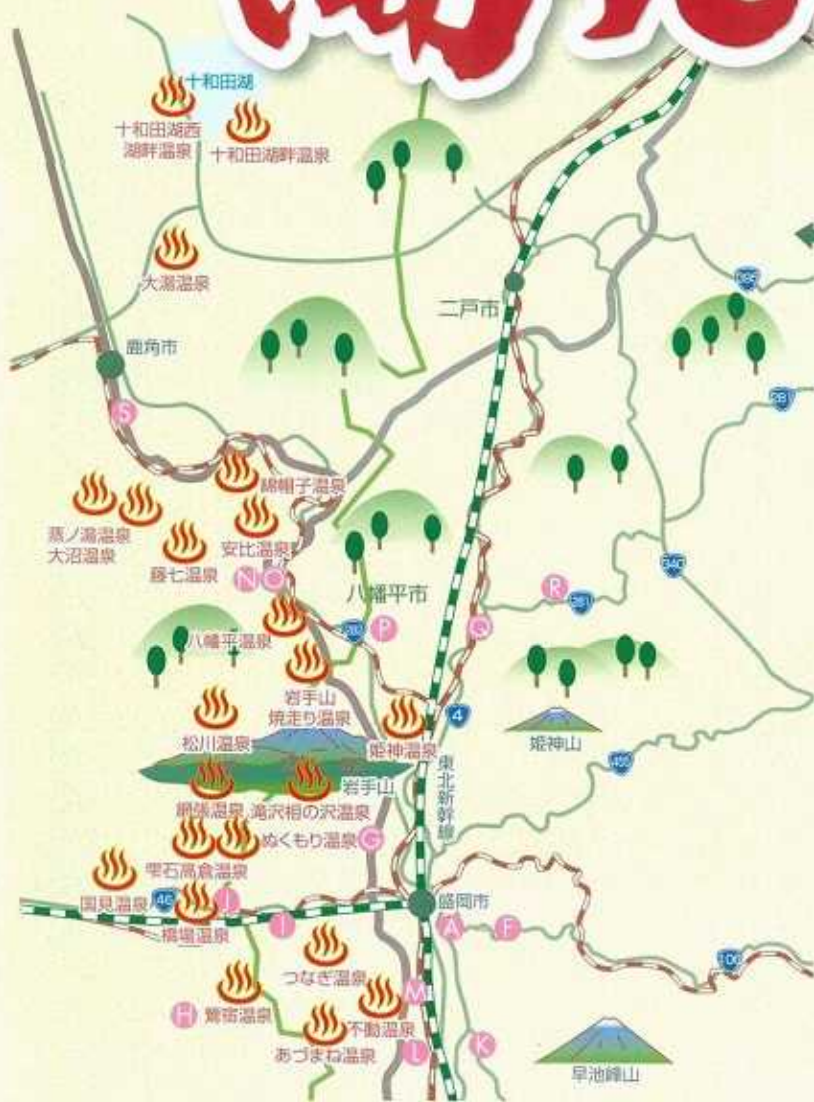 十和田湖
十和田湖西
湖畔温泉
十和田湖畔温泉
大湯温泉
二戸市
395
鹿角市
281
S
綿帽子温泉
蒸ノ湯温泉
大沼温泉
安比温泉
藤七温泉
N
O
八幡平市
340
R
281
282
P
Q
八幡平温泉
岩手山
焼走り温泉
4
松川温泉
姫神温泉
姫神山
岩手山
東北新幹線
455
網張温泉
滝沢相の沢温泉
ぬくもり温泉
G
雫石高倉温泉
国見温泉
46
J
盛岡市
橋場温泉
I
A
F
つなぎ温泉
106
M
H
鶯宿温泉
不動温泉
あづまね温泉
L
K
早池峰山